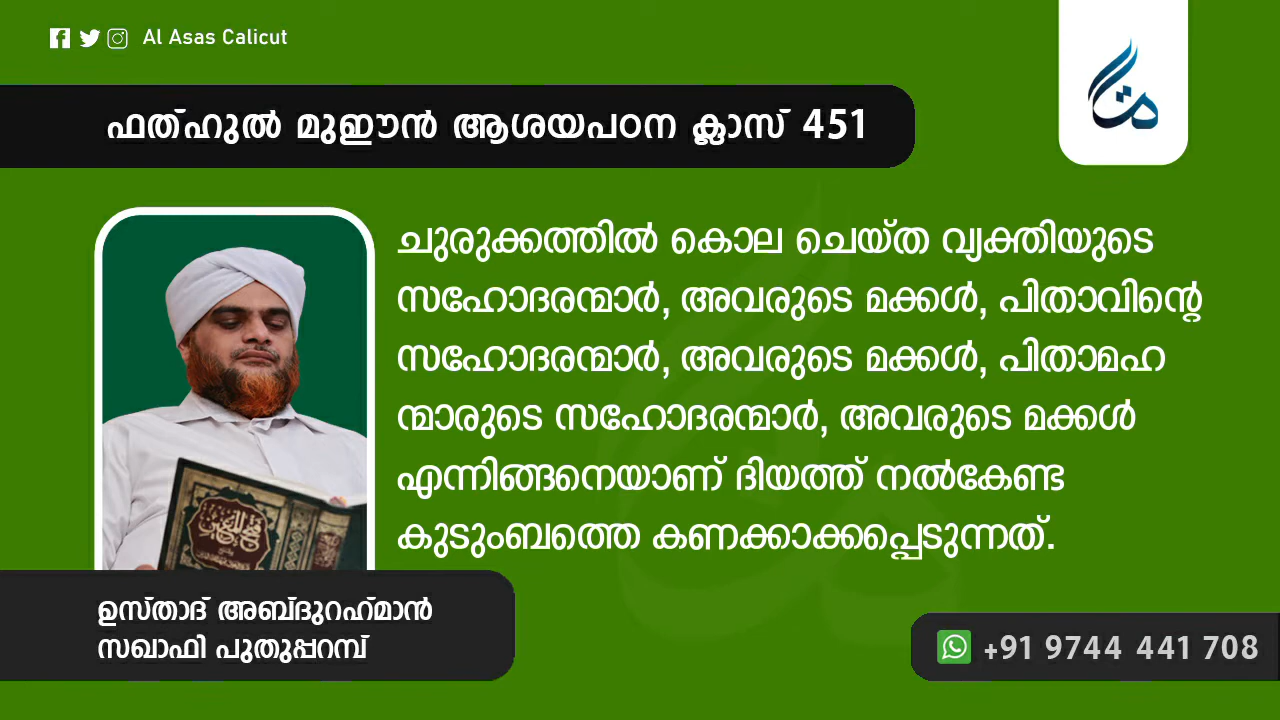 Al Asas Calicut
ഫത്ഹുൽ മുഈൻ ആശയപഠന ക്ലാസ് 451
ചുരുക്കത്തിൽ കൊല ചെയ്ത വ്യക്തിയുടെ
സഹോദരന്മാർ, അവരുടെ മക്കൾ, പിതാവിന്റെ
സഹോദരന്മാർ, അവരുടെ മക്കൾ, പിതാമഹ
ന്മാരുടെ സഹോദരന്മാർ, അവരുടെ മക്കൾ
എന്നിങ്ങനെയാണ് ദിയത്ത് നൽകേണ്ട
കുടുംബത്തെ കണക്കാക്കപ്പെടുന്നത്.
ഉസ്താദ് അബ്ദുറഹ്മാൻ
സഖാഫി പുതുപ്പറമ്പ്
+91 9744 441 708